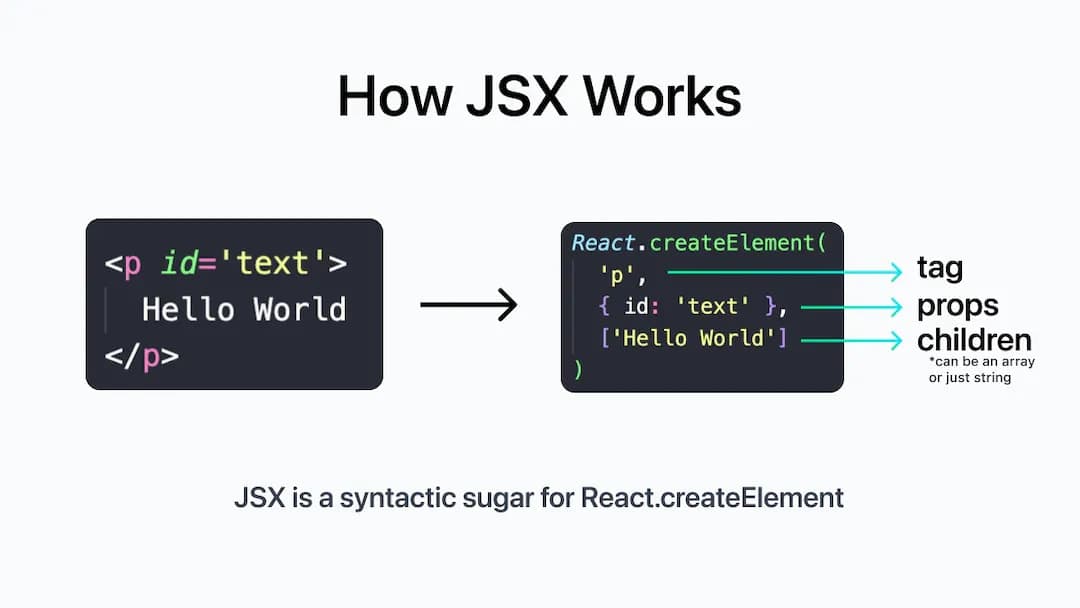 How JSX Works
<p id='text'>
Hello World
</p>
React.createElement(
'p',
{ id: 'text' },
['Hello World']
)
tag
props
children
*can be an array
or just string
JSX is a syntactic sugar for React.createElement